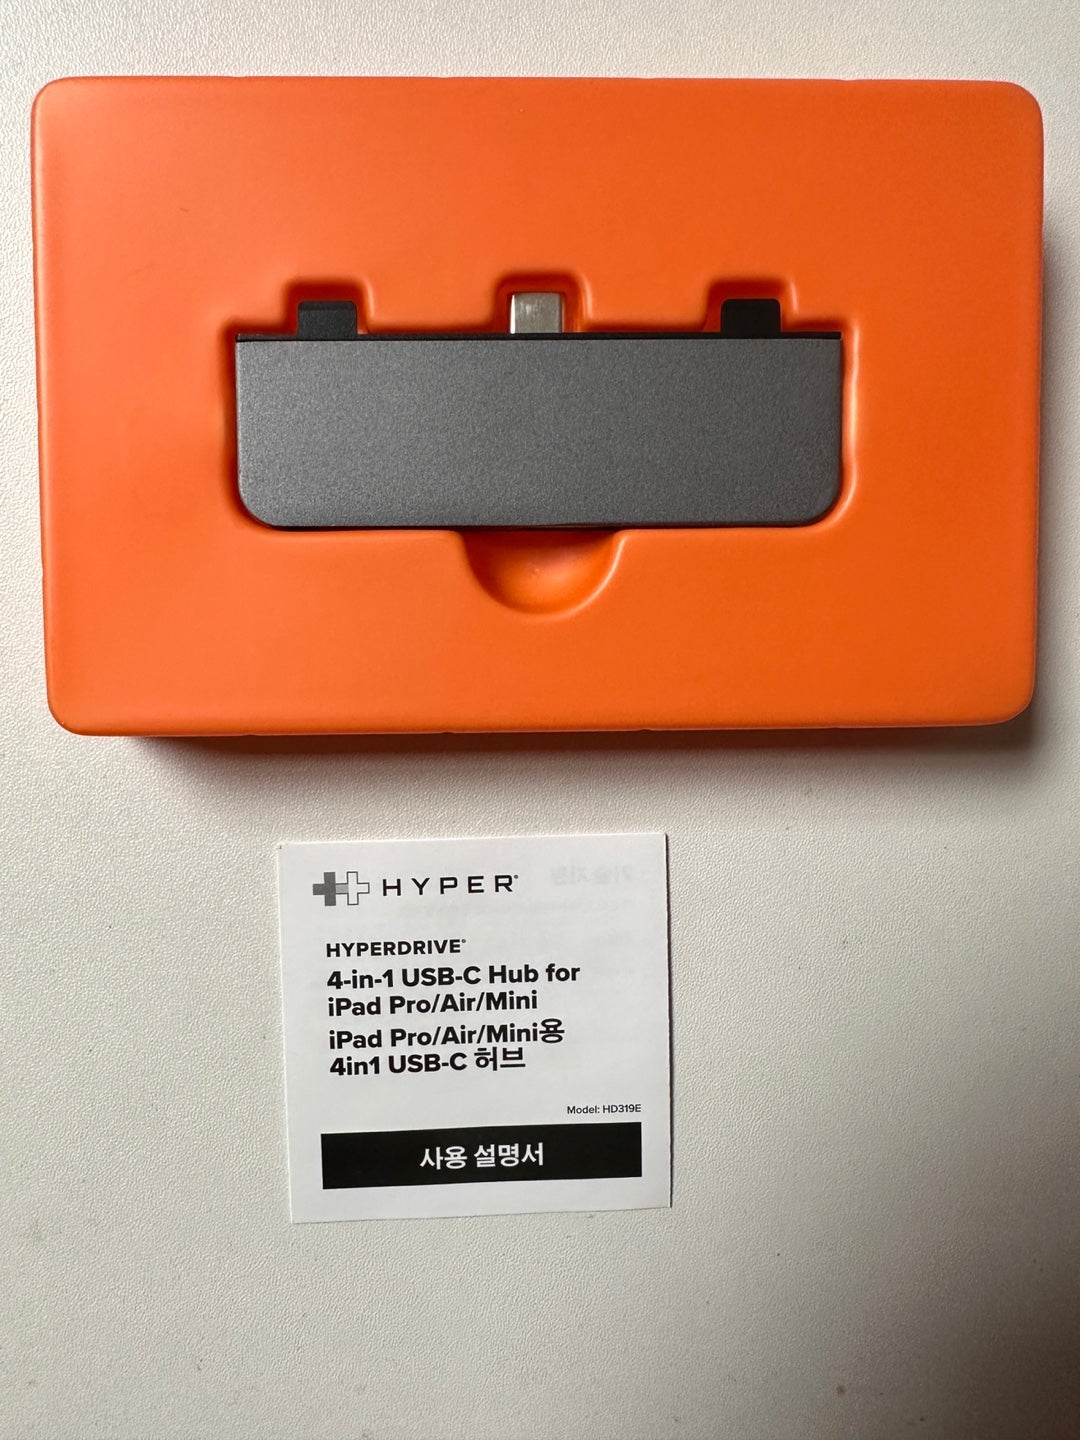 HYPER®
HYPERDRIVE®
4-in-1 USB-C Hub for
iPad Pro/Air/Mini
iPad Pro/Air/Mini용
4in1 USB-C 허브
Model: HD319E
사용 설명서